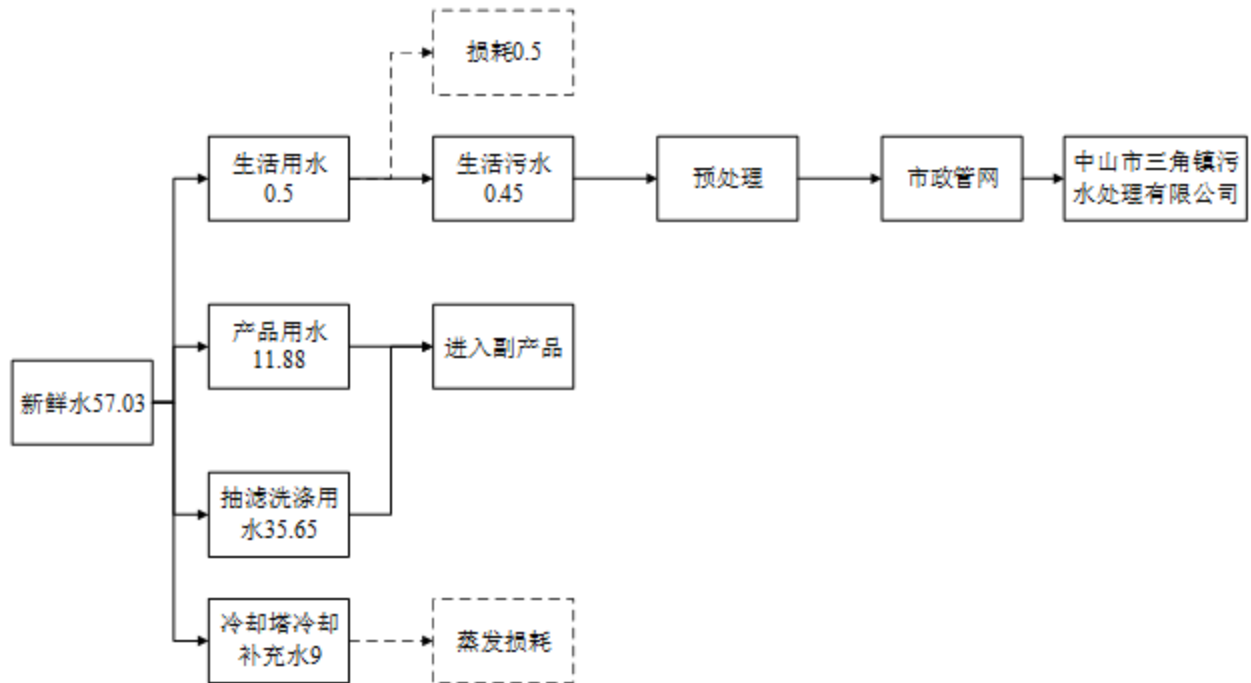 损耗0.5
生活用水
0.5
生活污水
0.45
预处理
市政管网
中山市三角镇污
水处理有限公司
产品用水
11.88
进入副产品
新鲜水57.03
抽滤洗涤用
水35.65
冷却塔冷却
补充水9
蒸发损耗